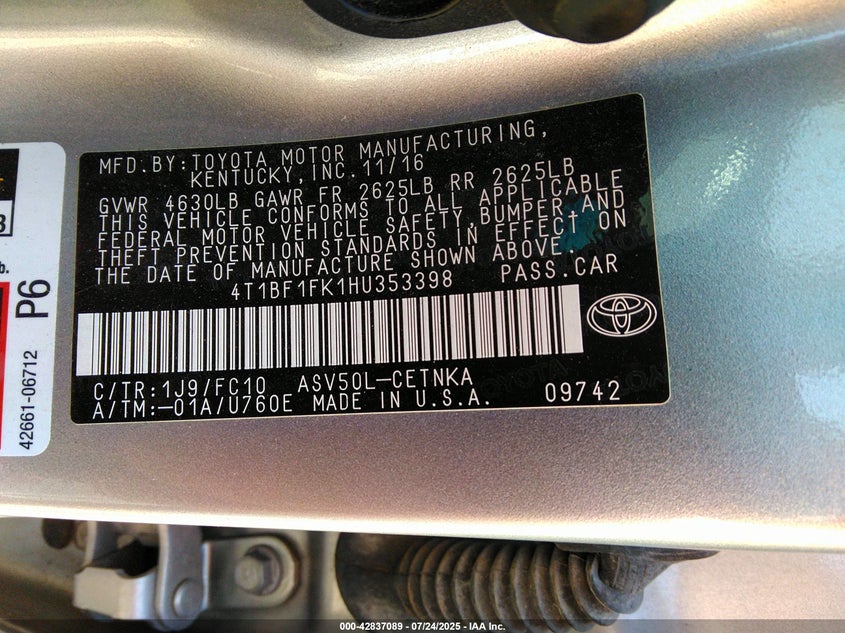 MFD.BY:TOYOTA MOTOR MANUFACTURING,
KENTUCKY, INC.11/16
GVWR 4630LB GAWR FR 2625LB RR 2625LB
THIS VEHICLE CONFORMS TO ALL APPLICABLE
FEDERAL MOTOR VEHICLE SAFETY,BUMPER,AND
THEFT PREVENTION STANDARDS IN EFFECT ON
THE DATE OF MANUFACTURE SHOWN ABOVE.
4T1BF1FK1HU353398 PASS.CAR
C/TR:1J9/FC10 ASV50L-CETNKA
A/TM:-01A/U760E MADE IN U.S.A. 09742
P6
42661-06712
000-42837089 - 07/24/2025 - IAA Inc.